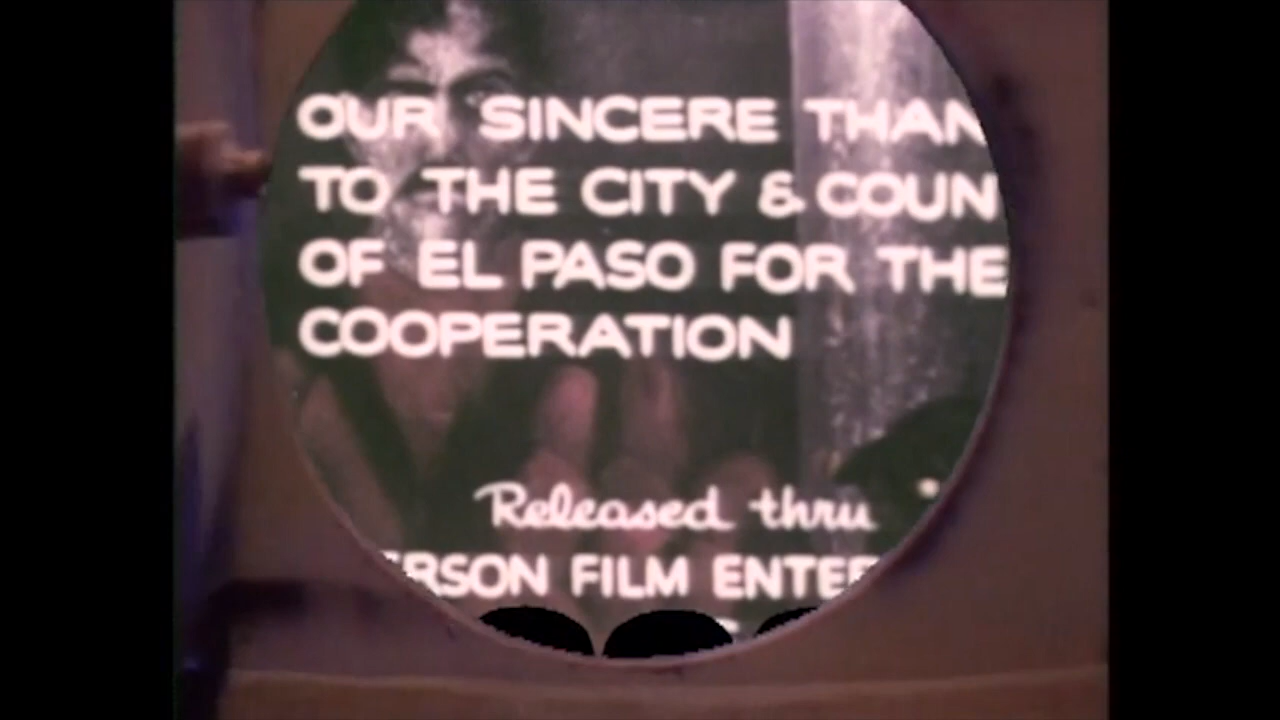 OUR SINCERE THAN
TO THE CITY & COUN
OF EL PASO FOR THE
COOPERATION
Released thru
ERSON FILM ENTER